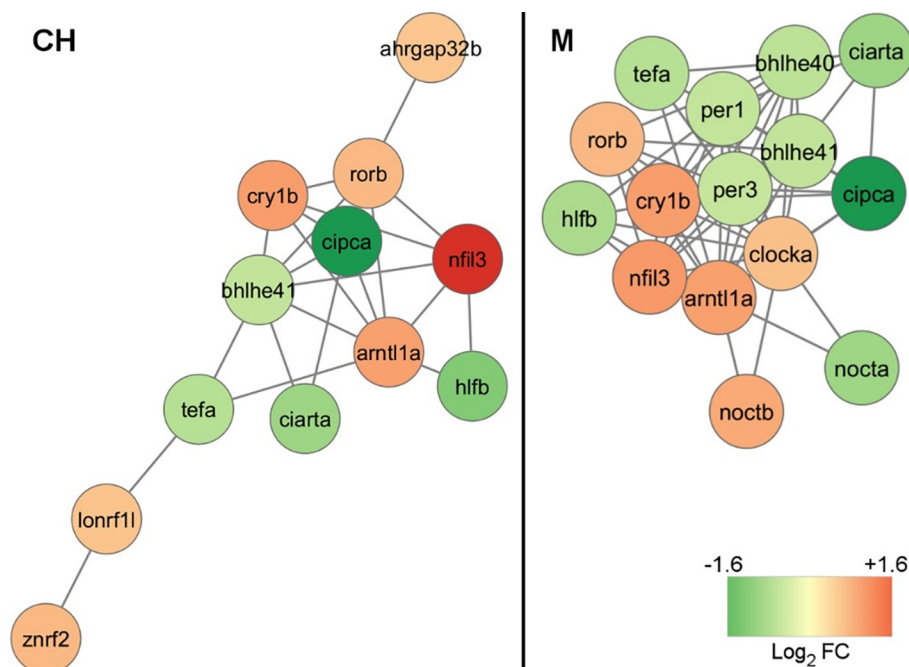 CH
ahrgap32b
rorb
cry1b
cipca
nfil3
bhlhe41
arntl1a
hlfb
tefa
ciarta
lonrf1l
znrf2
M
bhlhe40
ciarta
tefa
per1
rorb
bhlhe41
per3
cipca
cry1b
hlfb
clocka
nfil3
arntl1a
nocta
noctb
-1.6 +1.6
Log2 FC